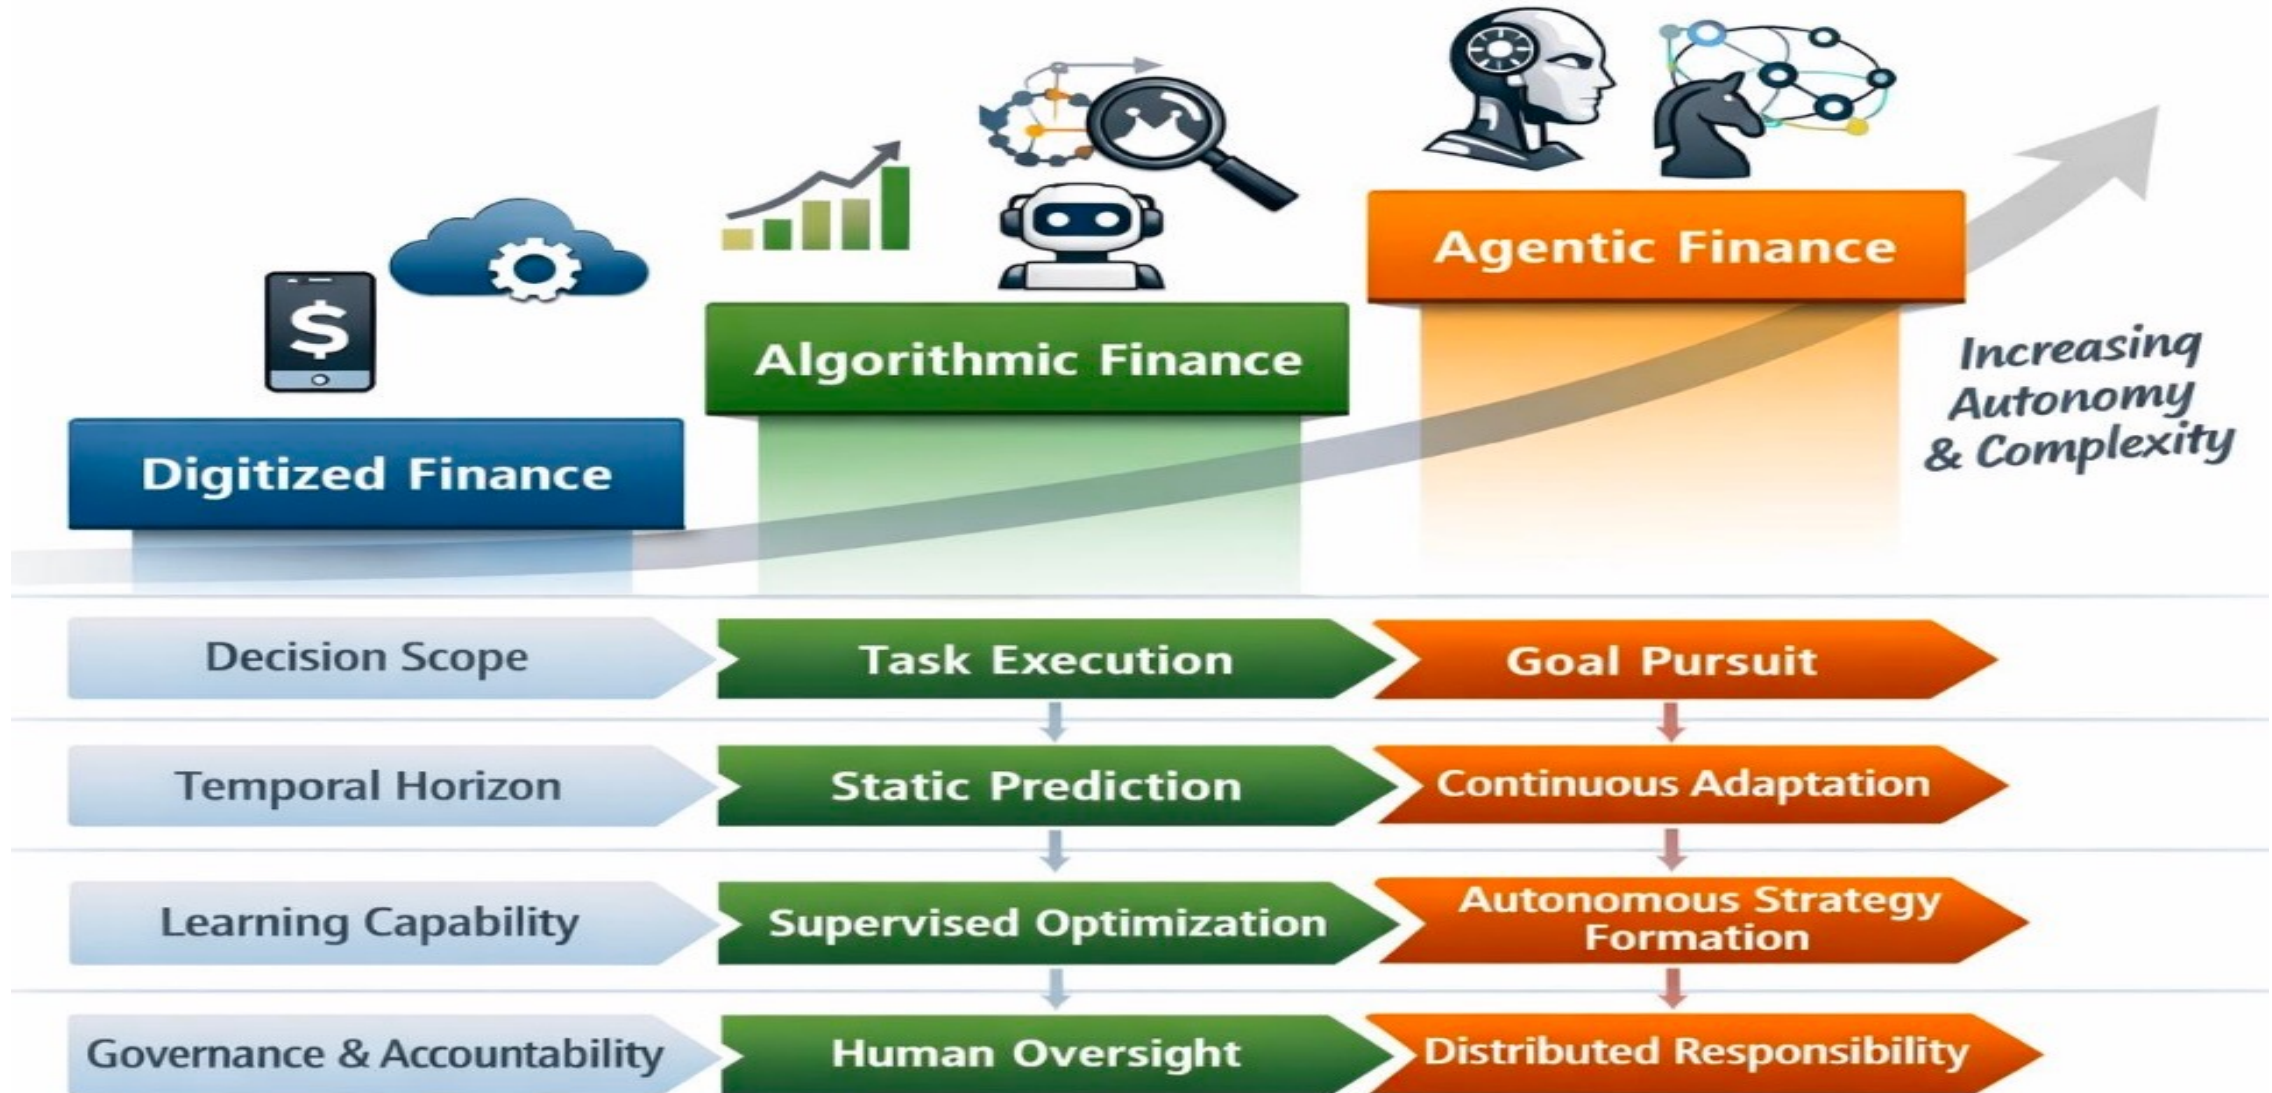 $
Agentic Finance
Algorithmic Finance
Digitized Finance
Increasing
Autonomy
& Complexity
Decision Scope
Task Execution
Goal Pursuit
Temporal Horizon
Static Prediction
Continuous Adaptation
Learning Capability
Supervised Optimization
Autonomous Strategy
Formation
Governance & Accountability
Human Oversight
Distributed Responsibility